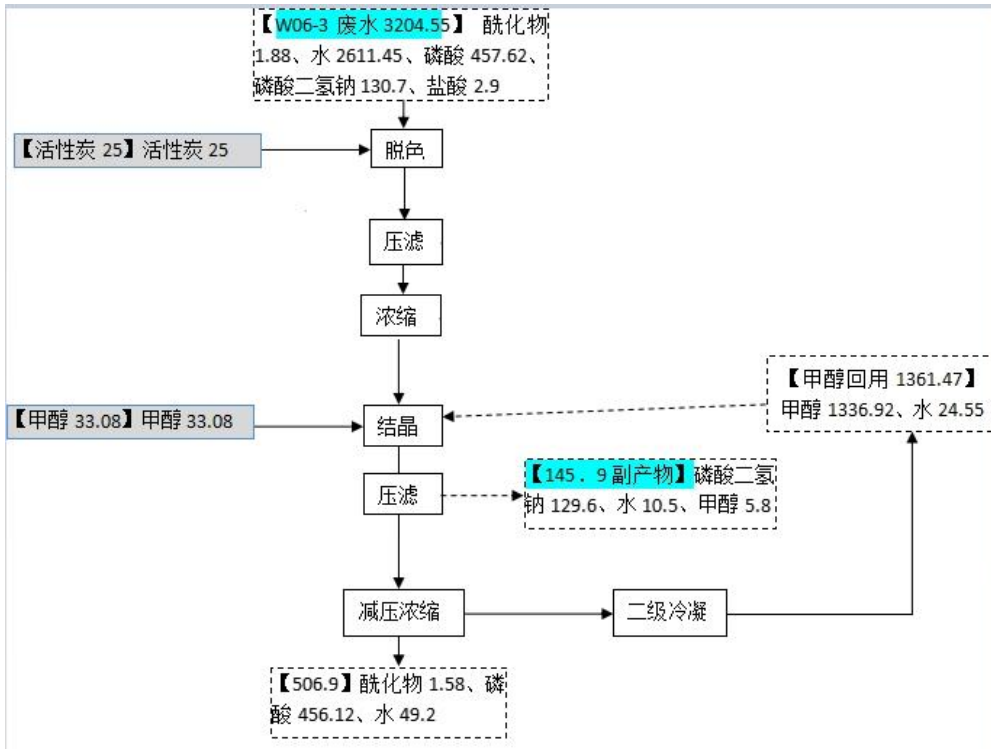 【W06-3 废水 3204.55】 酰化物
1.88、水 2611.45、磷酸 457.62、
磷酸二氢钠 130.7、盐酸 2.9
【活性炭 25】活性炭 25
脱色
压滤
浓缩
【甲醇回用 1361.47】
甲醇 1336.92、水 24.55
【甲醇 33.08】甲醇 33.08
结晶
压滤
【145．9 副产物】磷酸二氢
钠 129.6、水 10.5、甲醇 5.8
减压浓缩
二级冷凝
【506.9】酰化物 1.58、磷
酸 456.12、水 49.2